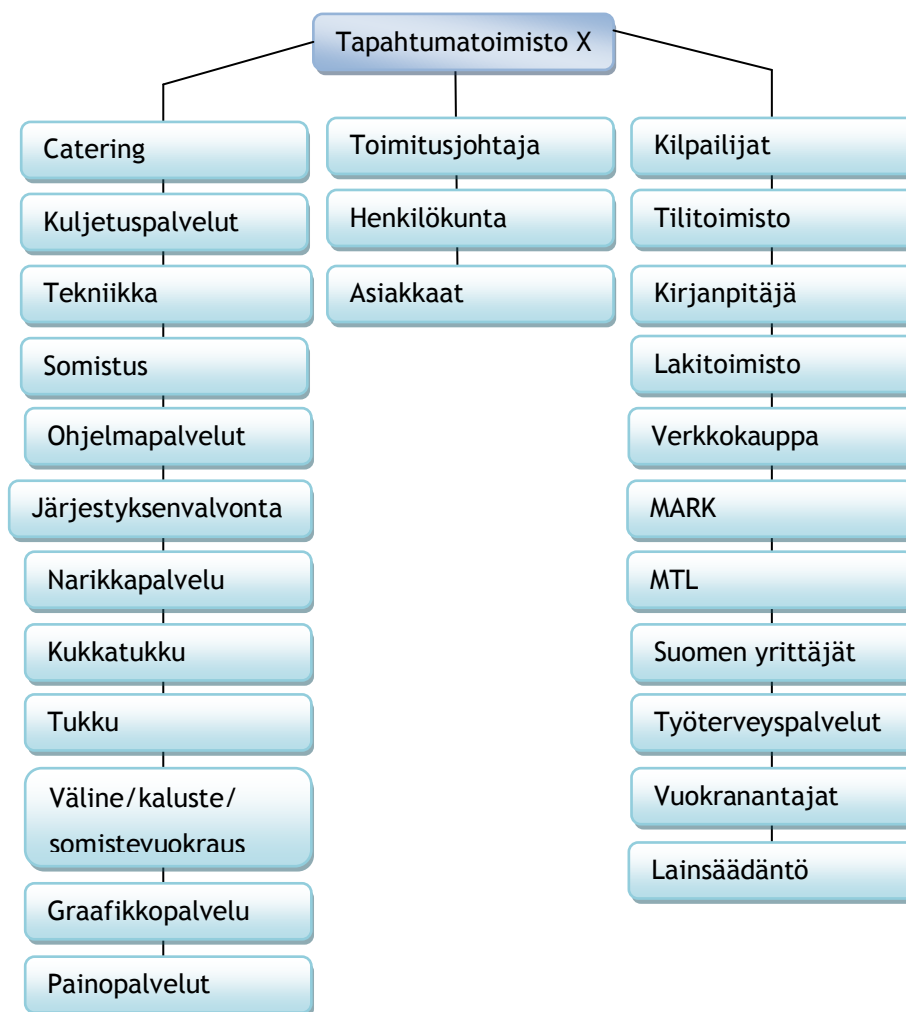 Tapahtumatoimisto X
Catering
Kuljetuspalvelut
Tekniikka
Somistus
Ohjelmapalvelut
Järjestyksenvalvonta
Narikkapalvelu
Kukkatukku
Tukku
Väline/kaluste/
somistevuokraus
Graafikkopalvelu
Painopalvelut
Toimitusjohtaja
Henkilökunta
Asiakkaat
Kilpailijat
Tilitoimisto
Kirjanpitäjä
Lakitoimisto
Verkkokauppa
MARK
MTL
Suomen yrittäjät
Työterveyspalvelut
Vuokranantajat
Lainsäädäntö